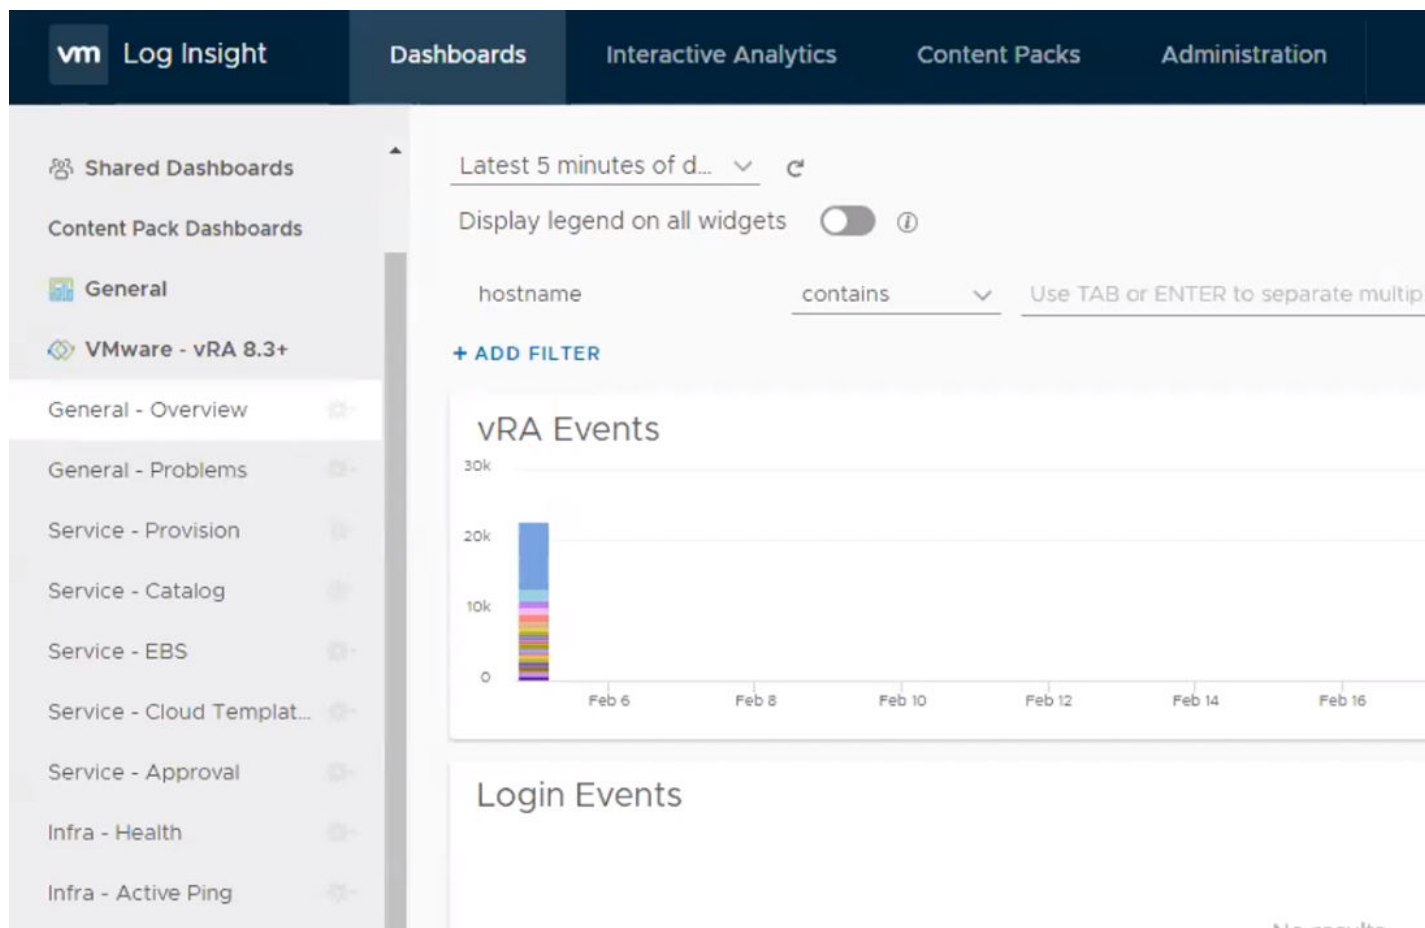 vm Log Insight Dashboards Interactive Analytics Content Packs Administration
Shared Dashboards
Content Pack Dashboards
General
VMware - vRA 8.3+
General - Overview
General - Problems
Service - Provision
Service - Catalog
Service - EBS
Service - Cloud Templat...
Service - Approval
Infra - Health
Infra - Active Ping
Latest 5 minutes of d...
Display legend on all widgets
hostname contains Use TAB or ENTER to separate multip
+ ADD FILTER
vRA Events
30k
20k
10k
0
Feb 6 Feb 8 Feb 10 Feb 12 Feb 14 Feb 16
Login Events
No results